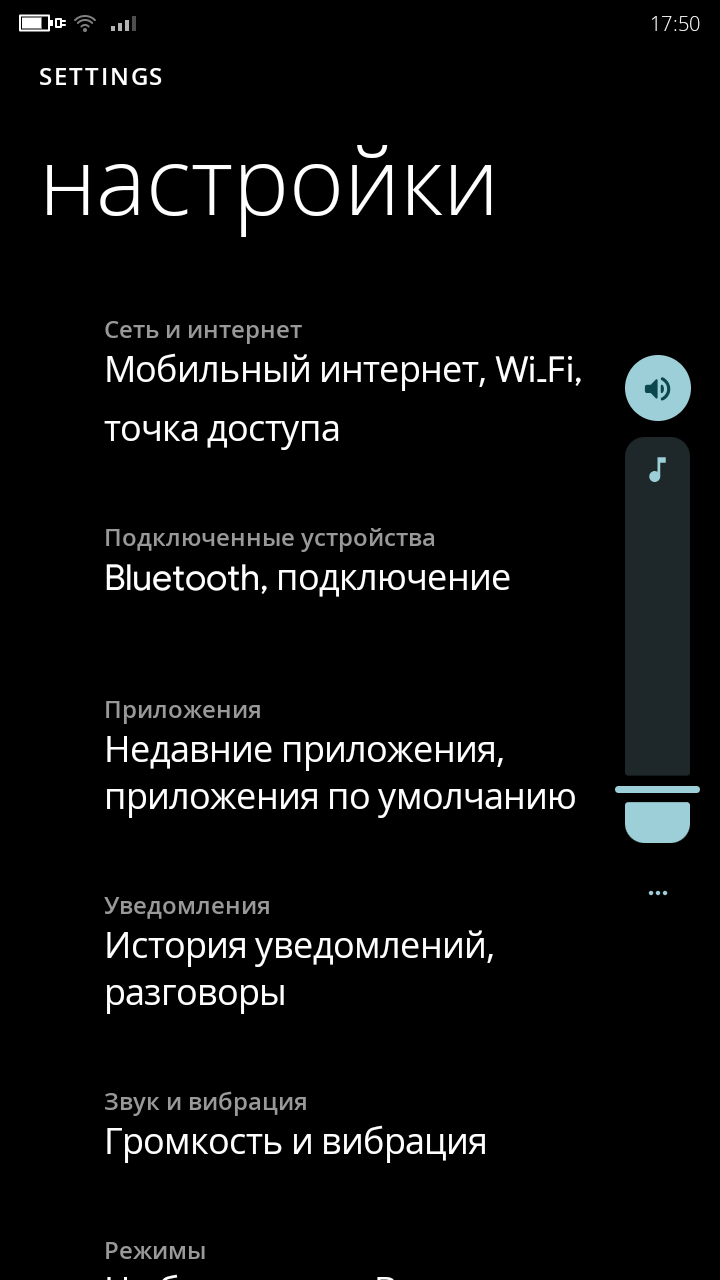 17:50
SETTINGS
настройки
Сеть и интернет
Мобильный интернет, Wi‑Fi,
точка доступа
Подключенные устройства
Bluetooth, подключение
Приложения
Недавние приложения,
приложения по умолчанию
Уведомления
История уведомлений,
разговоры
Звук и вибрация
Громкость и вибрация
Режимы